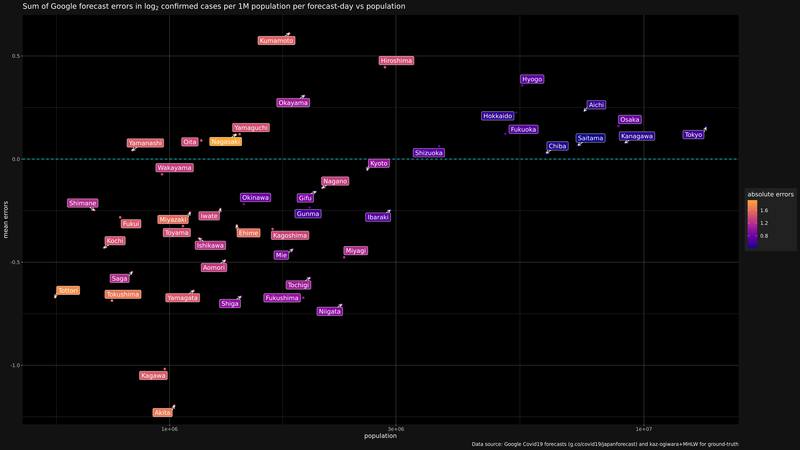 Sum of Google forecast errors in log2 confirmed cases per 1M population per forecast-day vs population
Kumamoto
0.5
Hiroshima
Hyogo
Okayama
Aichi
Hokkaido
Osaka
Yamaguchi
Fukuoka
Tokyo
Yamanashi
Oita
Nagasaki
Saitama
Kanagawa
Chiba
Shizuoka
0.0
Kyoto
Wakayama
Nagano
absolute errors
1.6
1.2
0.8
Okinawa
Gifu
Shimane
Gunma
Iwate
Ibaraki
mean errors
Fukui
Miyazaki
Toyama
Ehime
Kagoshima
Kochi
Ishikawa
Miyagi
Mie
-0.5
Aomori
Saga
Tochigi
Tottori
Tokushima
Yamagata
Fukushima
Shiga
Niigata
-1.0
Kagawa
Akita
1e+06
3e+06
1e+07
population
Data source: Google Covid19 forecasts (g.co/covid19/japanforecast) and kaz-ogiwara+MHLW for ground-truth